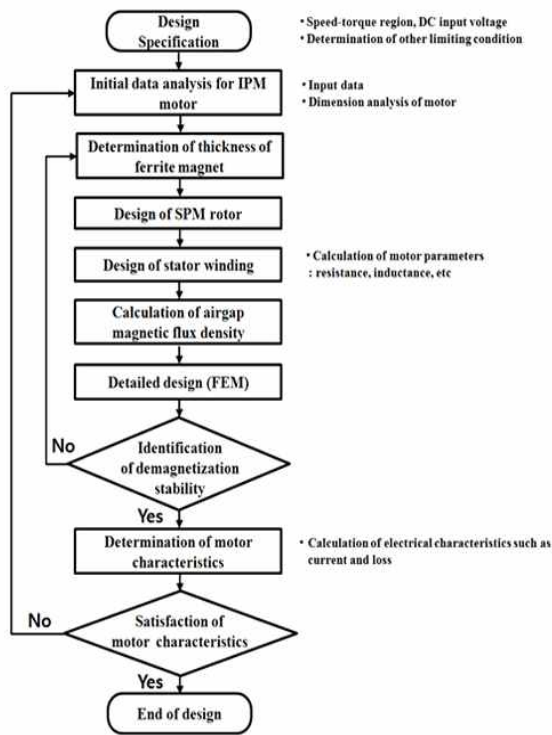 Design
Specification
• Speed-torque region, DC input voltage
• Determination of other limiting condition
Initial data analysis for IPM
motor
• Input data
• Dimension analysis of motor
Determination of thickness of
ferrite magnet
Design of SPM rotor
Design of stator winding
• Calculation of motor parameters
: resistance, inductance, etc
Calculation of airgap
magnetic flux density
Detailed design (FEM)
No
Identification
of demagnetization
stability
Yes
Determination of motor
characteristics
• Calculation of electrical characteristics such as
current and loss
No
Satisfaction of
motor characteristics
Yes
End of design